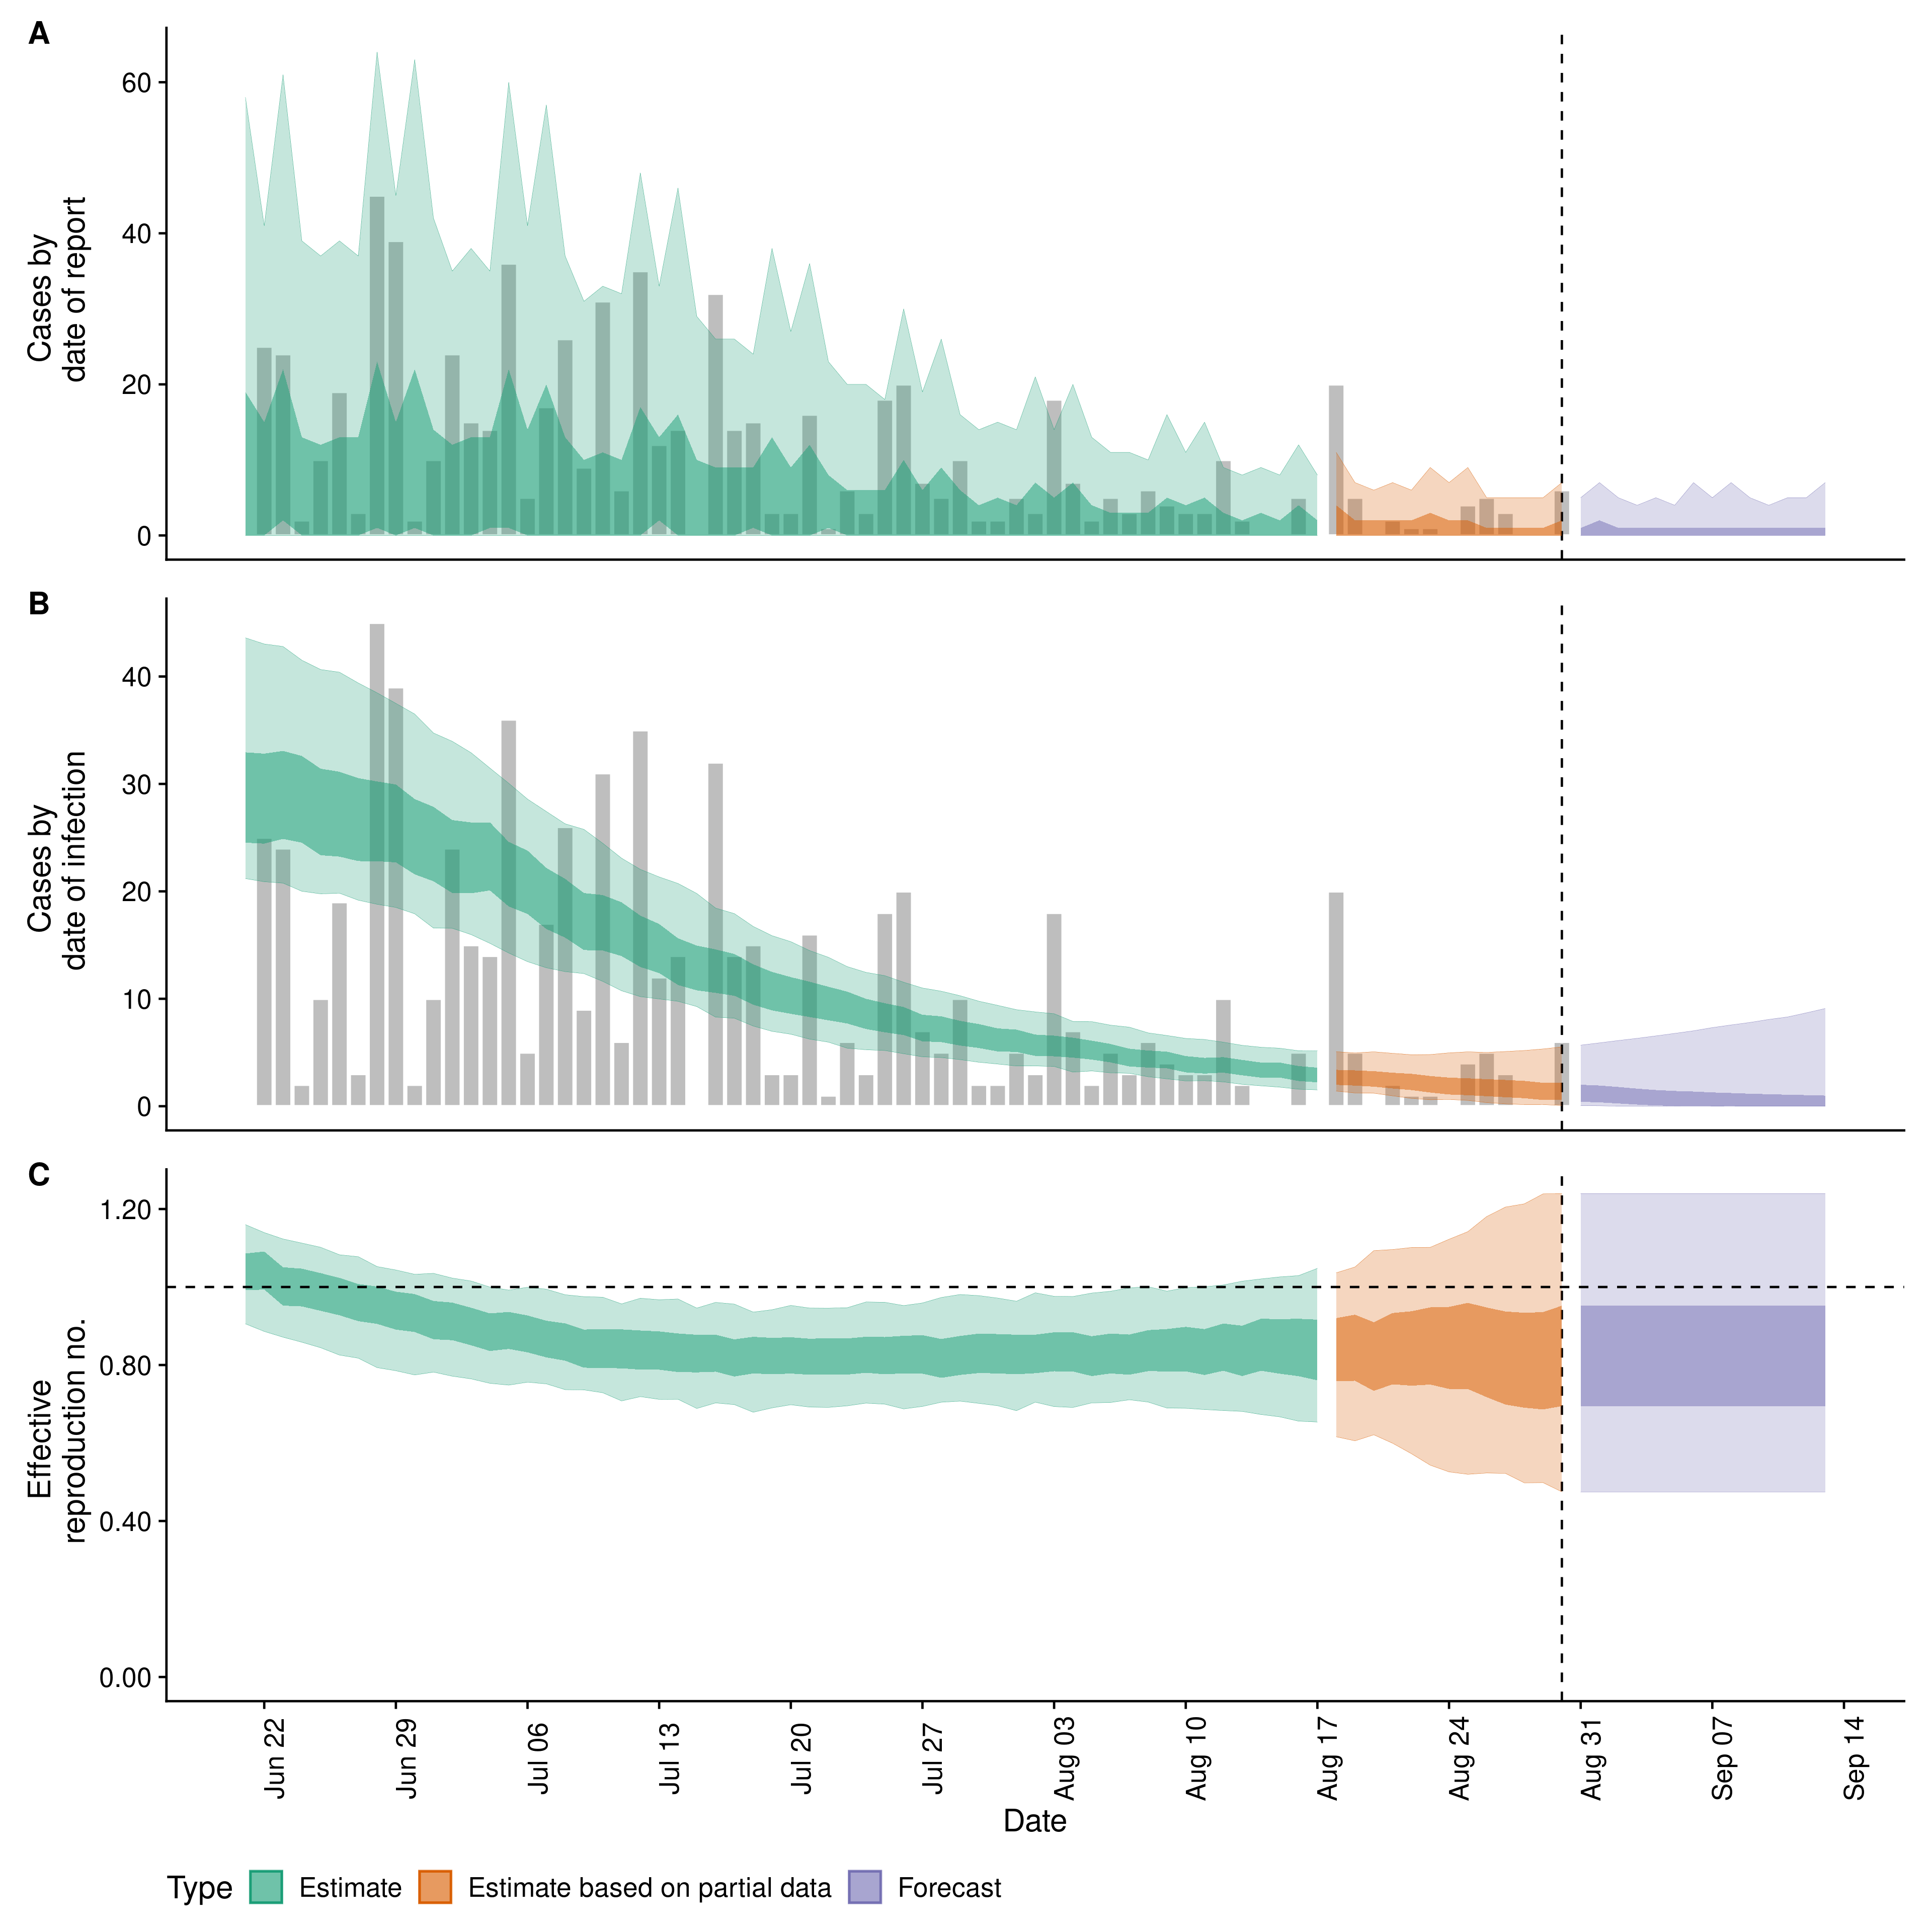 A
Cases by
date of report
60
40
20
0
B
Cases by
date of infection
40
30
20
10
0
C
Effective
reproduction no.
1.20
0.80
0.40
0.00
Jun 22
Jun 29
Jul 06
Jul 13
Jul 20
Jul 27
Aug 03
Aug 10
Aug 17
Aug 24
Aug 31
Sep 07
Sep 14
Date
Type Estimate Estimate based on partial data Forecast